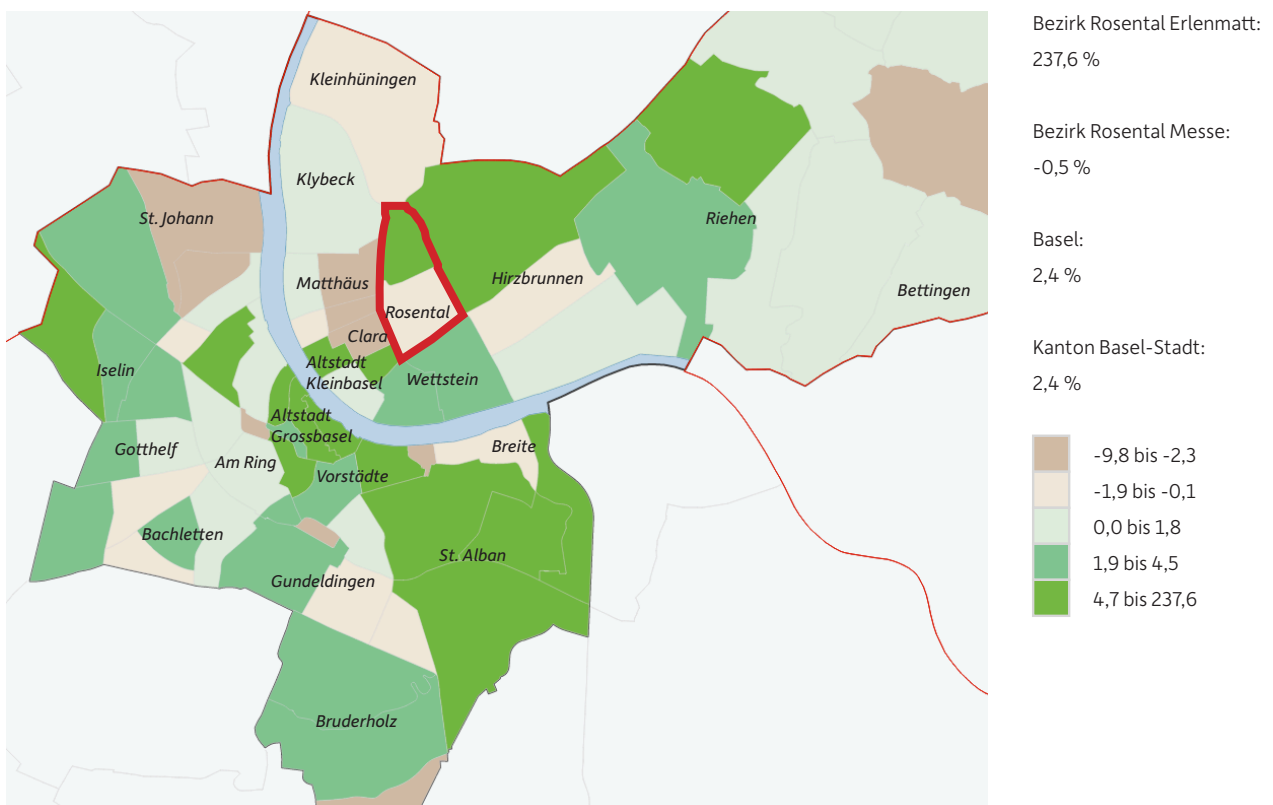 Kleinhüningen
Klybeck
St. Johann
Riehen
Matthäus
Hirzbrunnen
Bettingen
Rosental
Clara
Altstadt
Kleinbasel
Iselin
Wettstein
Altstadt
Grossbasel
Gotthelf
Am Ring
Breite
Vorstädte
Bachletten
St. Alban
Gundeldingen
Bruderholz
Bezirk Rosental Erlenmatt:
237,6 %
Bezirk Rosental Messe:
-0,5 %
Basel:
2,4 %
Kanton Basel-Stadt:
2,4 %
-9,8 bis -2,3
-1,9 bis -0,1
0,0 bis 1,8
1,9 bis 4,5
4,7 bis 237,6